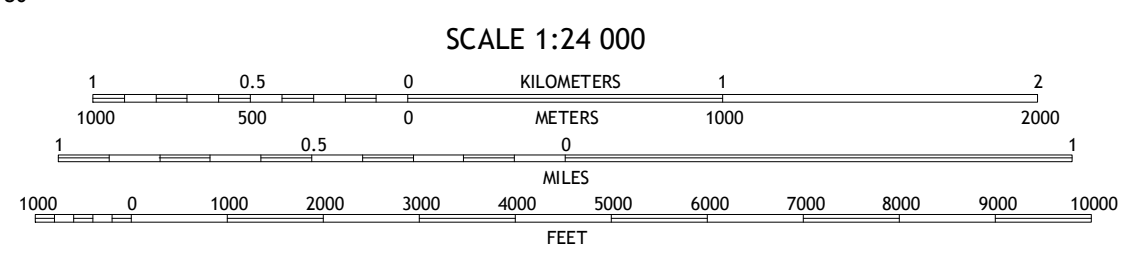 SCALE 1:24 000
1 0.5 0 KILOMETERS 1 2
1000 500 0 METERS 1000 2000
1 0.5 0 1
MILES
1000 0 1000 2000 3000 4000 5000 6000 7000 8000 9000 10000
FEET